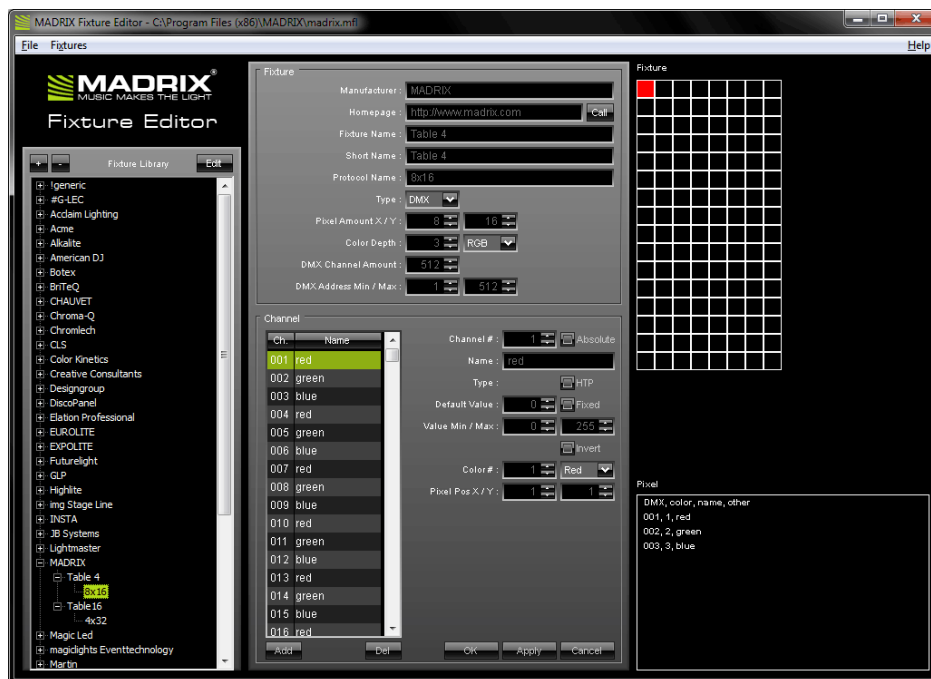 MADRIX Fixture Editor - C:\Program Files (x86)\MADRIX\madrix.mfl
File Fixtures Help
MADRIX®
MUSIC MAKES THE LIGHT
Fixture Editor
+ - Fixture Library Edit
!generic
#G-LEC
Acclaim Lighting
Acme
Alkalite
American DJ
Botex
BriTeQ
CHAUVET
Chroma-Q
Chromlech
CLS
Color Kinetics
Creative Consultants
Designgroup
DiscoPanel
Elation Professional
EUROLITE
EXPOLITE
Futurelight
GLP
Highlite
img Stage Line
INSTA
JB Systems
Lightmaster
MADRIX
Table 4
8x16
Table16
4x32
Magic Led
magiclights Eventtechnology
Martin
Fixture
Manufacturer : MADRIX
Homepage : http://www.madrix.com Call
Fixture Name : Table 4
Short Name : Table 4
Protocol Name : 8x16
Type : DMX
Pixel Amount X / Y : 8 16
Color Depth : 3 RGB
DMX Channel Amount : 512
DMX Address Min / Max : 1 512
Channel
Ch. Name
001 red
002 green
003 blue
004 red
005 green
006 blue
007 red
008 green
009 blue
010 red
011 green
012 blue
013 red
014 green
015 blue
016 red
Add Del
Channel # : 1 Absolute
Name : red
Type : HTP
Default Value : 0 Fixed
Value Min / Max : 0 255
Invert
Color # : 1 Red
Pixel Pos X / Y : 1 1
OK Apply Cancel
Fixture
Pixel
DMX, color, name, other
001, 1, red
002, 2, green
003, 3, blue